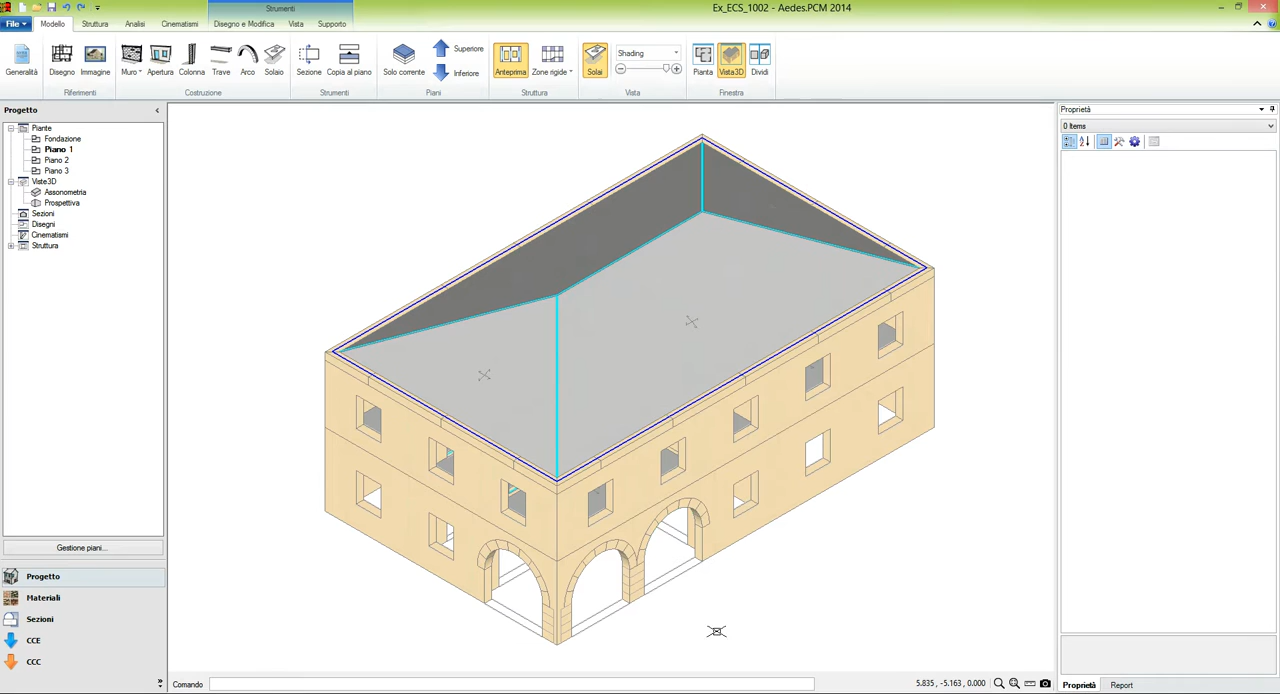 Strumenti
Ex_ECS_1002 - Aedes.PCM 2014
File
Modello
Struttura
Analisi
Cinematismi
Disegno e Modifica
Vista
Supporto
Generalità
Disegno
Immagine
Muro
Apertura
Colonna
Trave
Arco
Solaio
Sezione
Copia al piano
Solo corrente
Superiore
Inferiore
Anteprima
Zone rigide
Solai
Shading
Pianta
Vista3D
Dividi
Riferimenti
Costruzione
Strumenti
Piani
Struttura
Vista
Finestra
Progetto
Piante
Fondazione
Piano 1
Piano 2
Piano 3
Viste3D
Assonometria
Prospettiva
Sezioni
Disegni
Cinematismi
Struttura
Gestione piani...
Progetto
Materiali
Sezioni
CCE
CCC
Comando
5.835 , -5.163 , 0.000
Proprietà
0 Items
Proprietà
Report